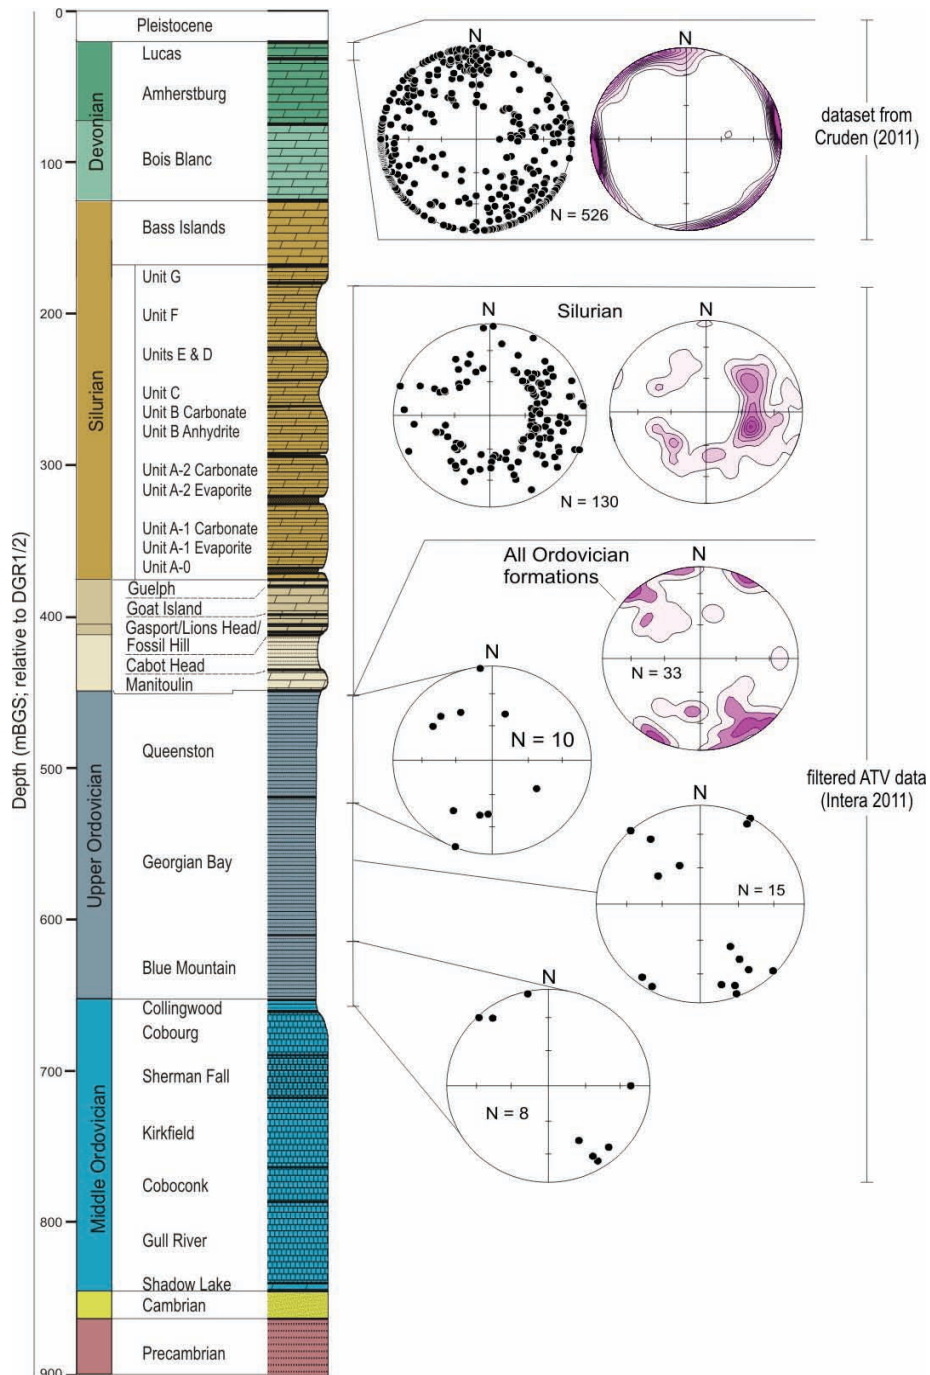 0
Pleistocene
Lucas
Amherstburg
Devonian
100
Bois Blanc
Bass Islands
Unit G
200
Unit F
Units E & D
Unit C
Unit B Carbonate
Unit B Anhydrite
Silurian
300
Unit A-2 Carbonate
Unit A-2 Evaporite
Unit A-1 Carbonate
Unit A-1 Evaporite
Unit A-0
Guelph
400
Goat Island
Gasport/Lions Head/
Fossil Hill
Cabot Head
Manitoulin
Depth (mBGS; relative to DGR1/2)
Queenston
500
Upper Ordovician
Georgian Bay
600
Blue Mountain
Collingwood
Cobourg
700
Sherman Fall
Middle Ordovician
Kirkfield
Coboconk
800
Gull River
Shadow Lake
Cambrian
Precambrian
900
N
N
N = 526
dataset from
Cruden (2011)
N
Silurian
N
N = 130
All Ordovician
formations
N
N = 33
N
N = 10
filtered ATV data
(Intera 2011)
N
N = 15
N
N = 8